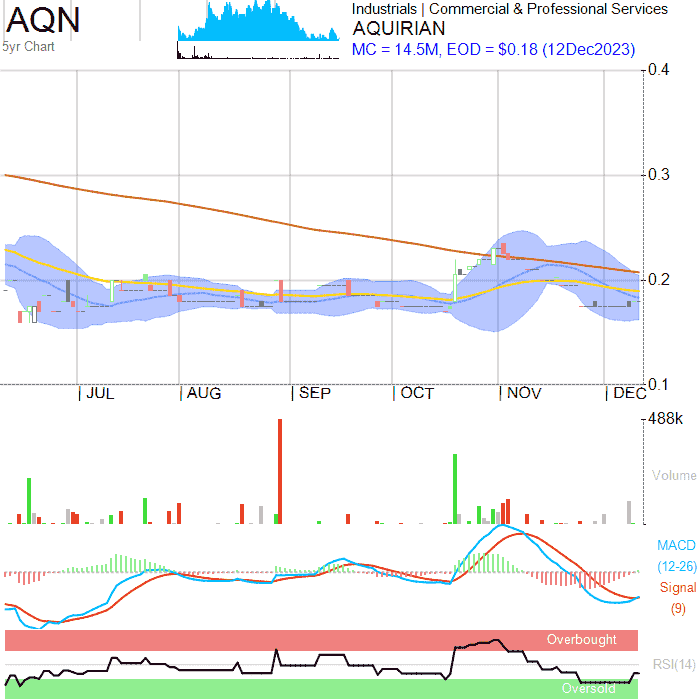 AQN
5yr Chart
Industrials | Commercial & Professional Services
AQUIRIAN
MC = 14.5M, EOD = $0.18 (12Dec2023)
0.4
0.3
0.2
0.1
JUL
AUG
SEP
OCT
NOV
DEC
488k
Volume
MACD
(12-26)
Signal
(9)
Overbought
RSI(14)
Oversold